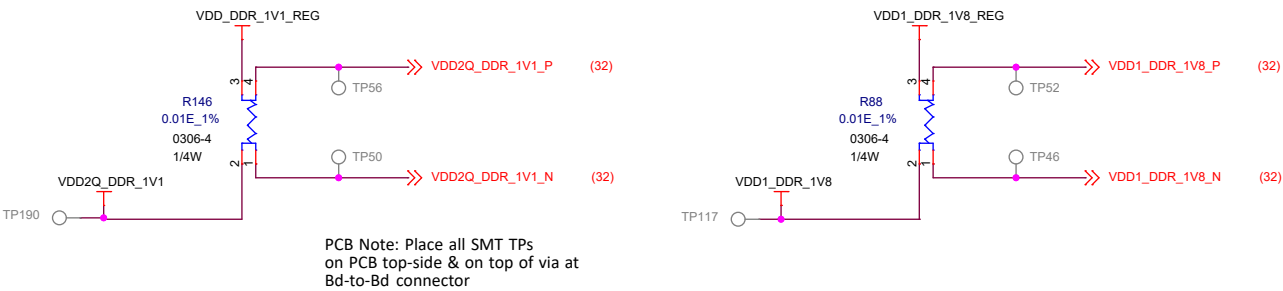 VDD_DDR_1V1_REG
3
4
VDD2Q_DDR_1V1_P
(32)
TP56
R146
0.01E_1%
0306-4
1/4W
2
1
TP50
VDD2Q_DDR_1V1_N
(32)
VDD2Q_DDR_1V1
TP190
PCB Note: Place all SMT TPs
on PCB top-side & on top of via at
Bd-to-Bd connector
VDD1_DDR_1V8_REG
3
4
VDD1_DDR_1V8_P
(32)
TP52
R88
0.01E_1%
0306-4
1/4W
2
1
TP46
VDD1_DDR_1V8_N
(32)
VDD1_DDR_1V8
TP117